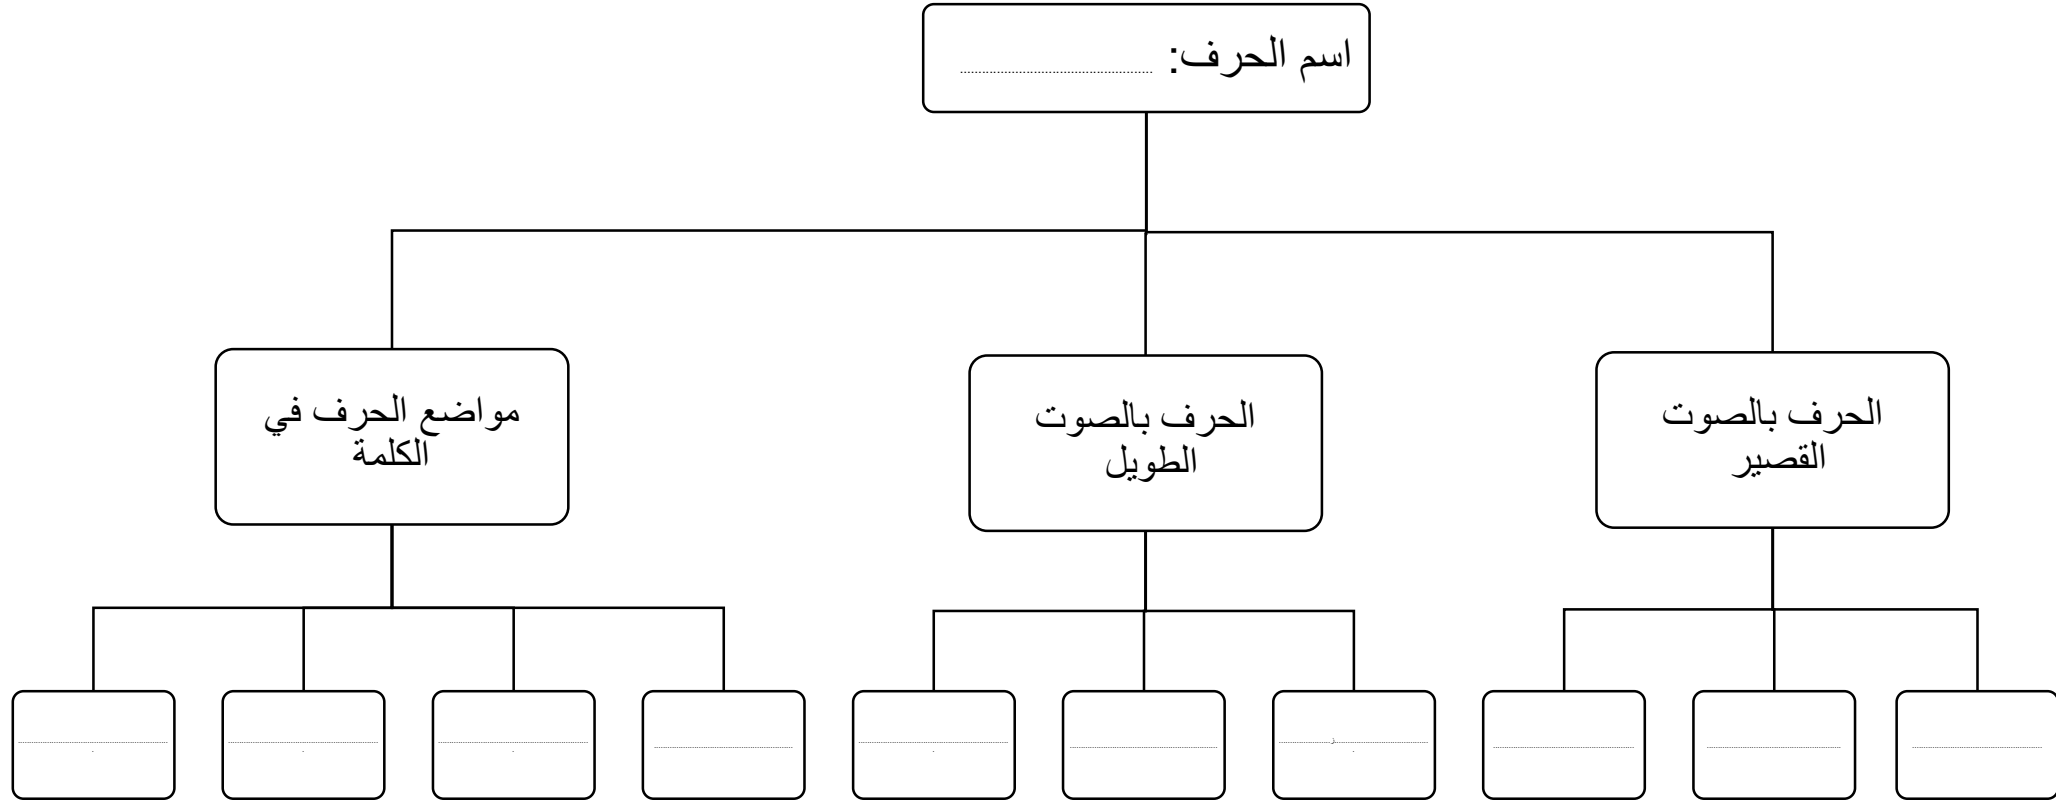 اسم الحرف: ........................................
الحرف بالصوت
القصير
الحرف بالصوت
الطويل
مواضع الحرف في
الكلمة